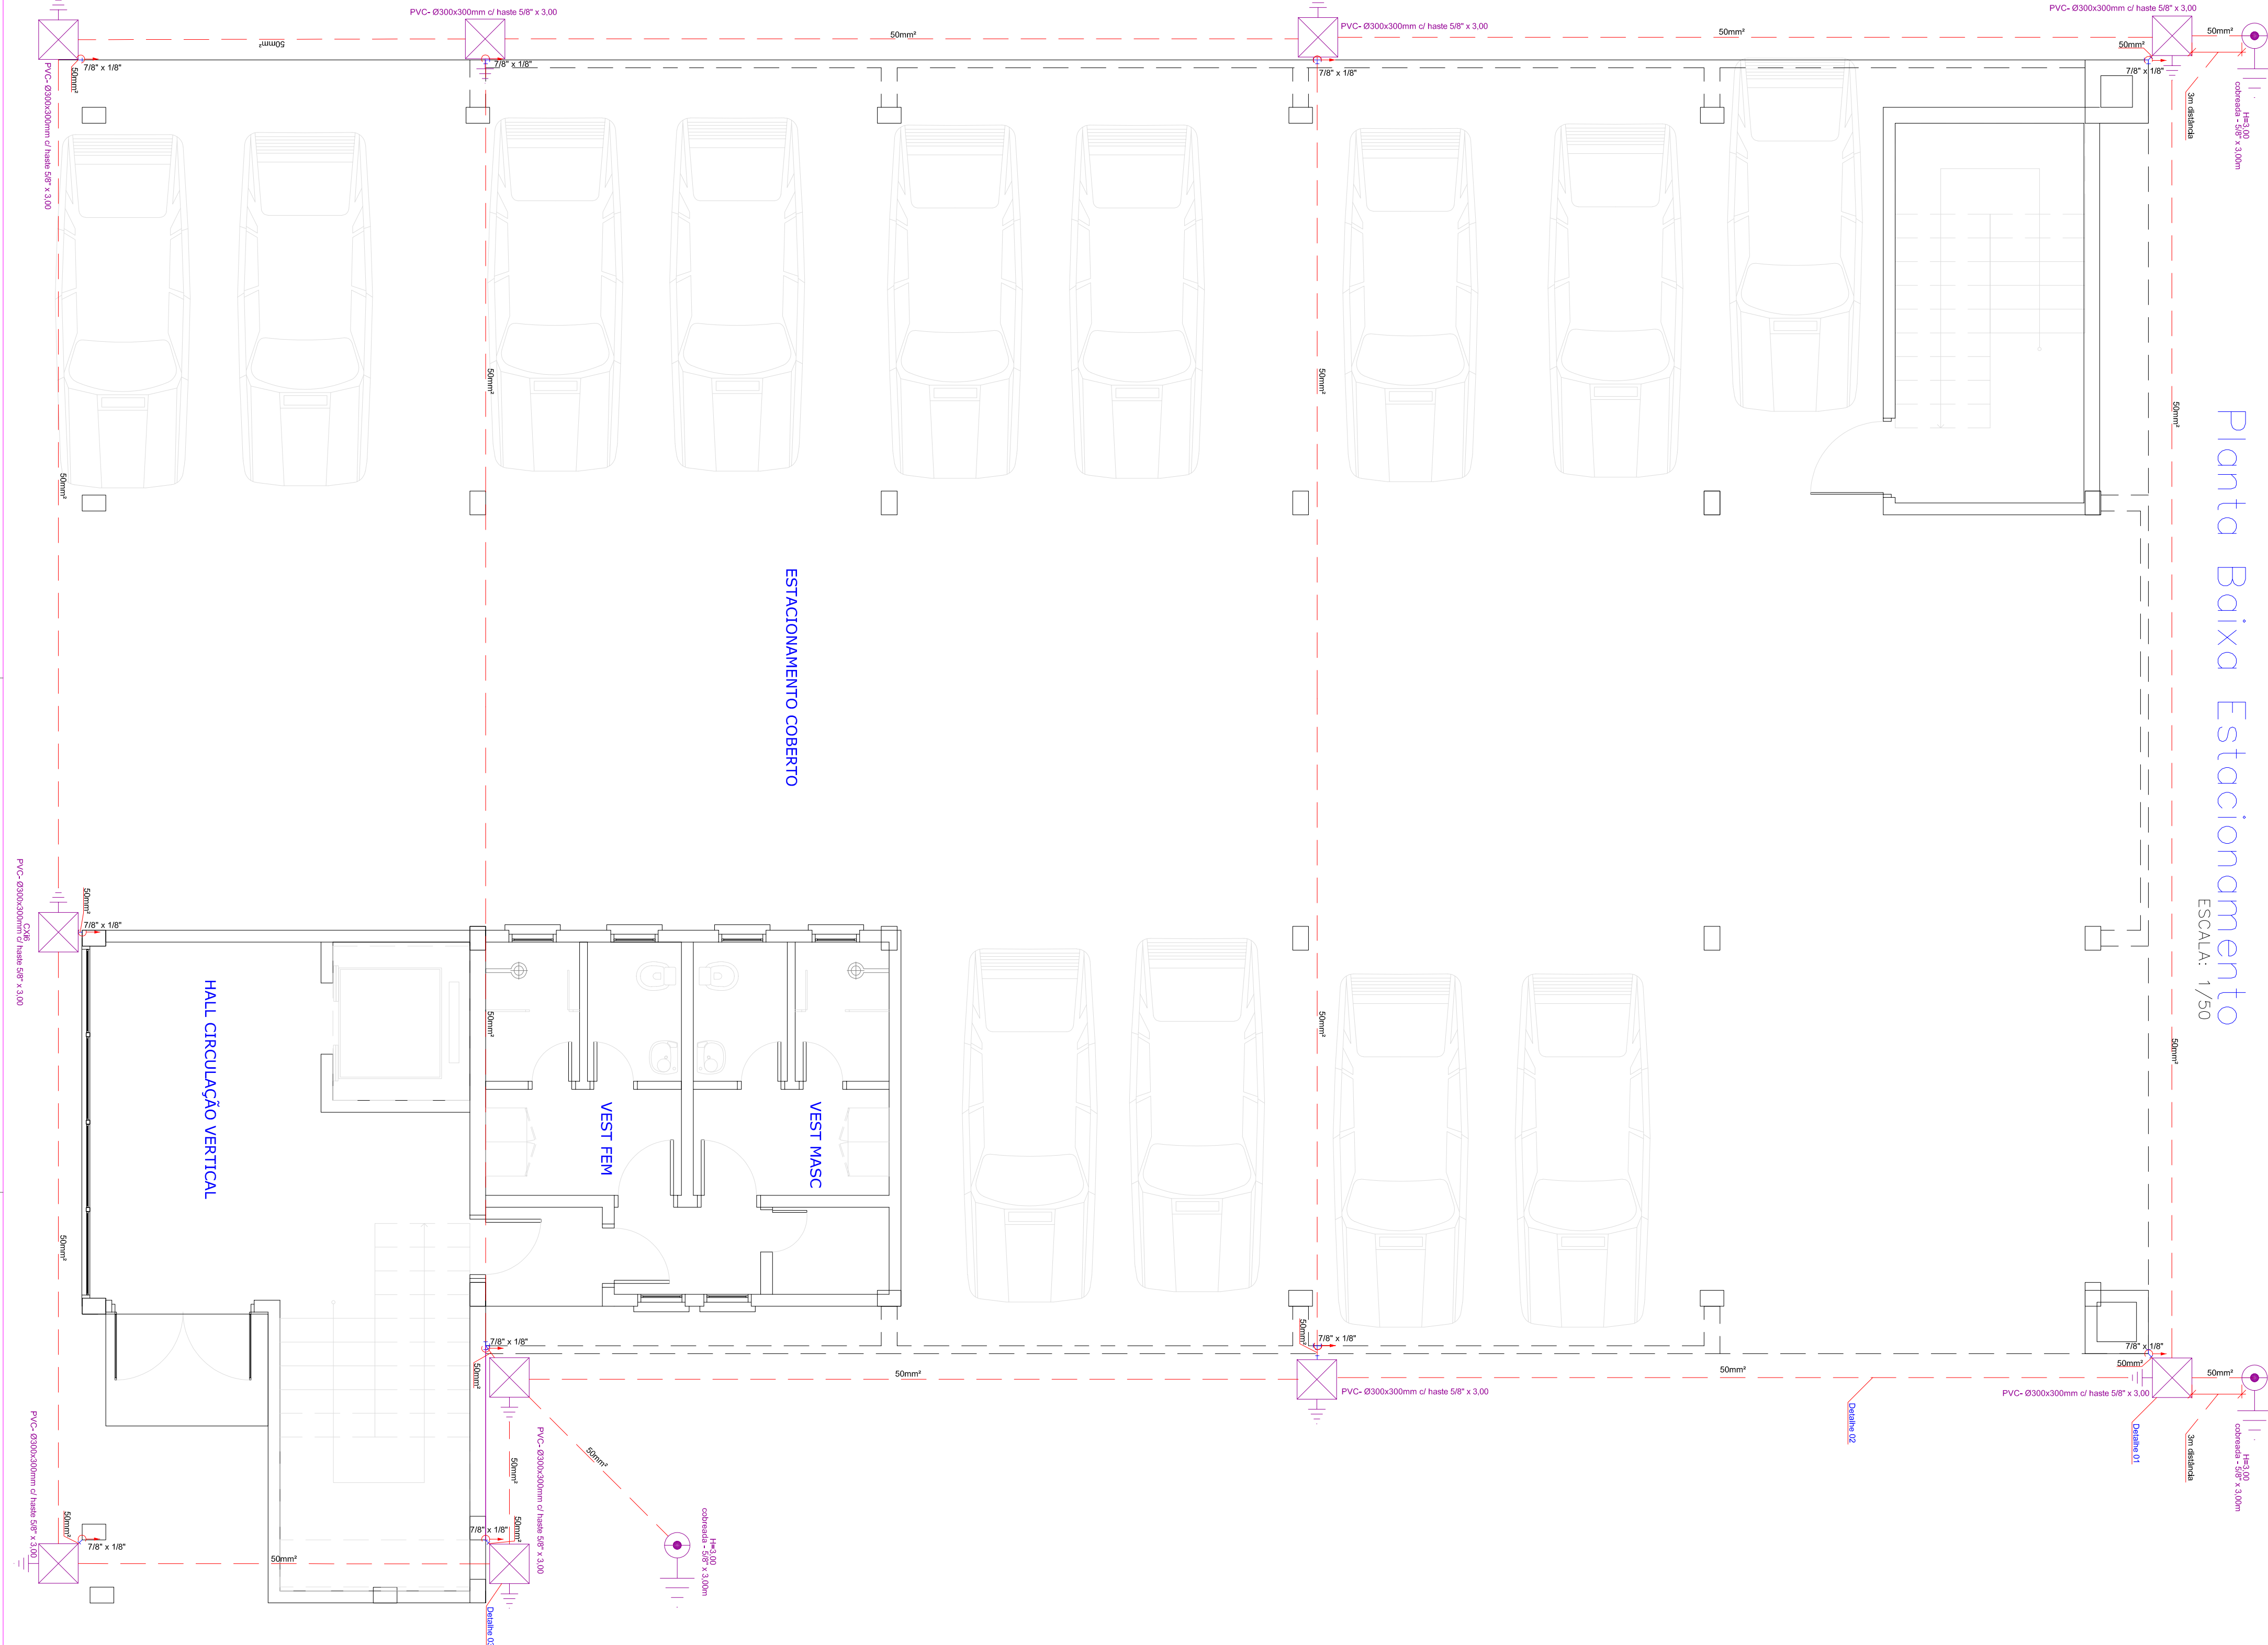 PVC- Ø300x300mm c/ haste 5/8" x 3,00
PVC- Ø300x300mm c/ haste 5/8" x 3,00
PVC- Ø300x300mm c/ haste 5/8" x 3,00
50mm²
50mm²
50mm²
50mm²
50mm²
7/8" x 1/8"
7/8" x 1/8"
7/8" x 1/8"
7/8" x 1/8"
50mm²
PVC- Ø300x300mm c/ haste 5/8" x 3,00
3m distância
H=3,00
cobreada - 5/8" x 3,00m
50mm²
50mm²
50mm²
50mm²
Planta Baixa Estacionamento
ESCALA: 1/50
ESTACIONAMENTO COBERTO
50mm²
7/8" x 1/8"
CXI6
PVC- Ø300x300mm c/ haste 5/8" x 3,00
HALL CIRCULAÇÃO VERTICAL
50mm²
50mm²
50mm²
VEST FEM
VEST MASC
50mm²
7/8" x 1/8"
50mm²
50mm²
7/8" x 1/8"
7/8" x 1/8"
50mm²
50mm²
50mm²
50mm²
50mm²
PVC- Ø300x300mm c/ haste 5/8" x 3,00
PVC- Ø300x300mm c/ haste 5/8" x 3,00
Detalhe 02
Detalhe 01
3m distância
H=3,00
cobreada - 5/8" x 3,00m
PVC- Ø300x300mm c/ haste 5/8" x 3,00
PVC- Ø300x300mm c/ haste 5/8" x 3,00
50mm²
50mm²
50mm²
7/8" x 1/8"
7/8" x 1/8"
50mm²
50mm²
H=3,00
cobreada - 5/8" x 3,00m